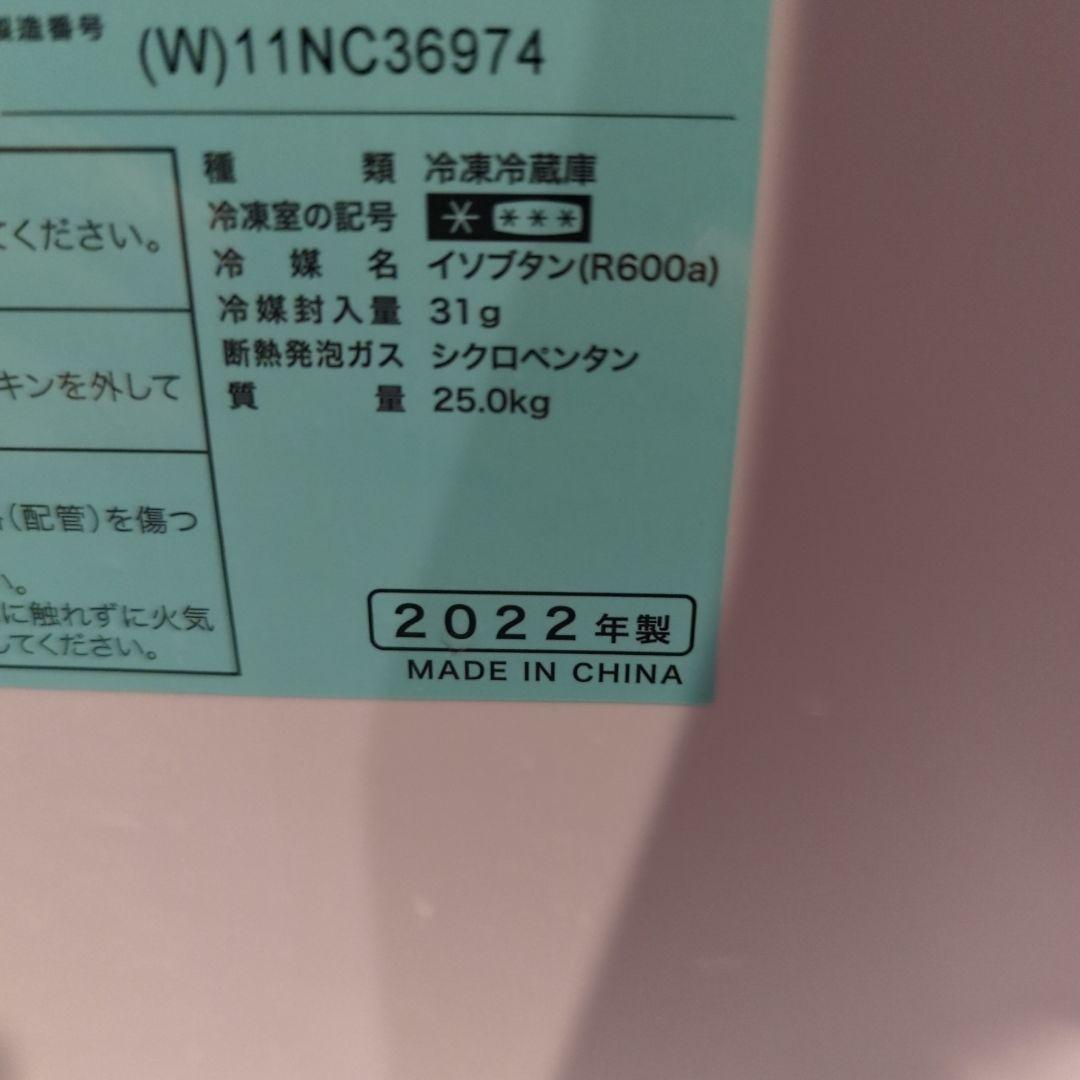 製造番号 (W)11NC36974
種類 冷凍冷蔵庫
冷凍室の記号 * ***
冷媒名 イソブタン(R600a)
冷媒封入量 31g
断熱発泡ガス シクロペンタン
質量 25.0kg
てください。
キンを外して
(配管)を傷つ
い。
に触れずに火気
してください。
2022年製
MADE IN CHINA